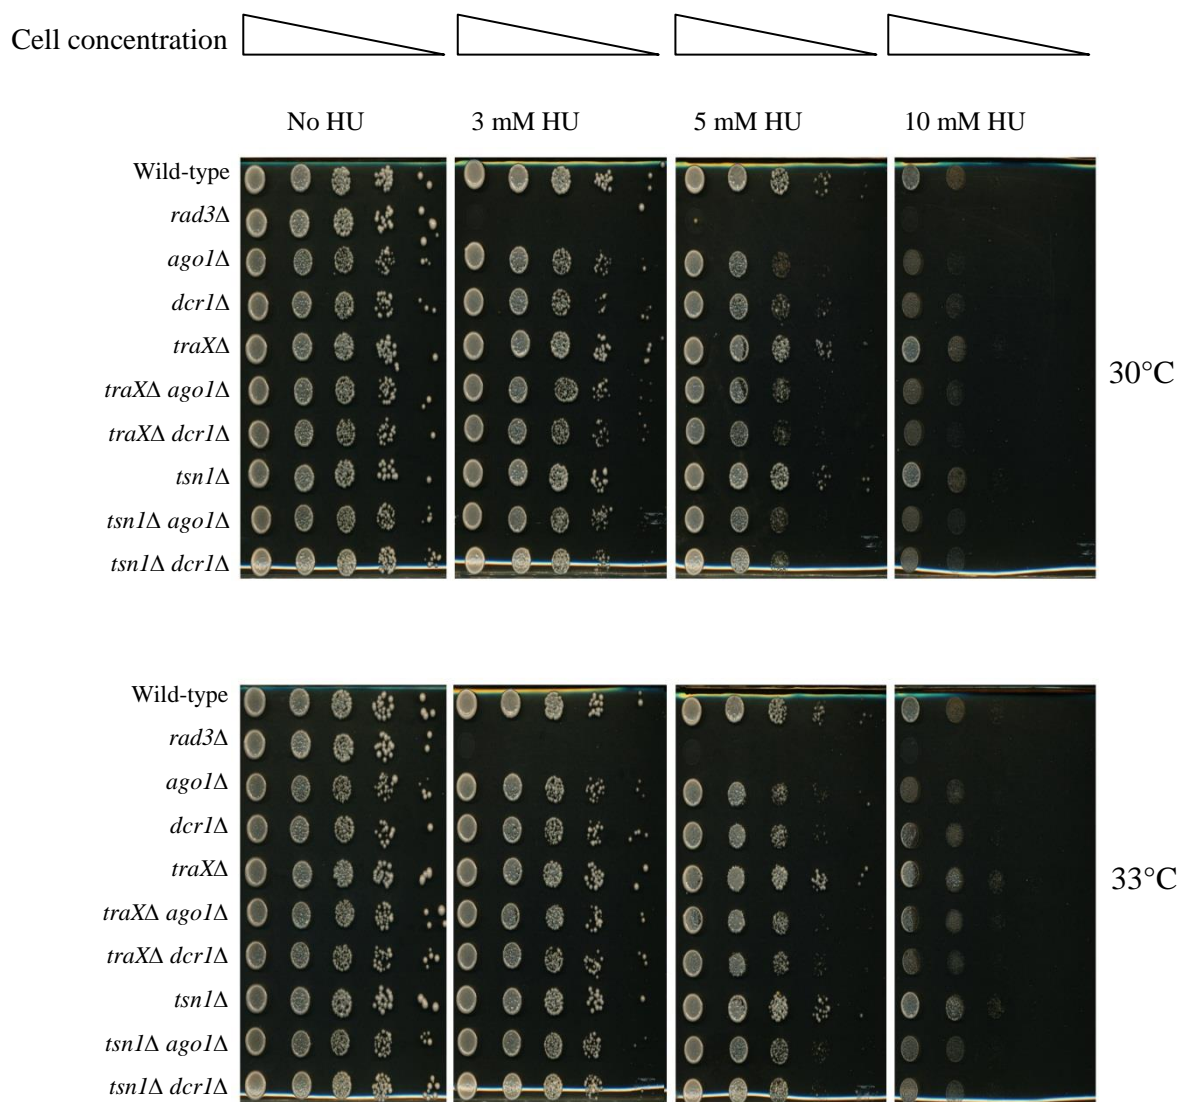 Cell concentration
No HU 3 mM HU 5 mM HU 10 mM HU
Wild-type
rad3Δ
ago1Δ
dcr1Δ
traXΔ
traXΔ ago1Δ
traXΔ dcr1Δ
tsn1Δ
tsn1Δ ago1Δ
tsn1Δ dcr1Δ
30°C
Wild-type
rad3Δ
ago1Δ
dcr1Δ
traXΔ
traXΔ ago1Δ
traXΔ dcr1Δ
tsn1Δ
tsn1Δ ago1Δ
tsn1Δ dcr1Δ
33°C